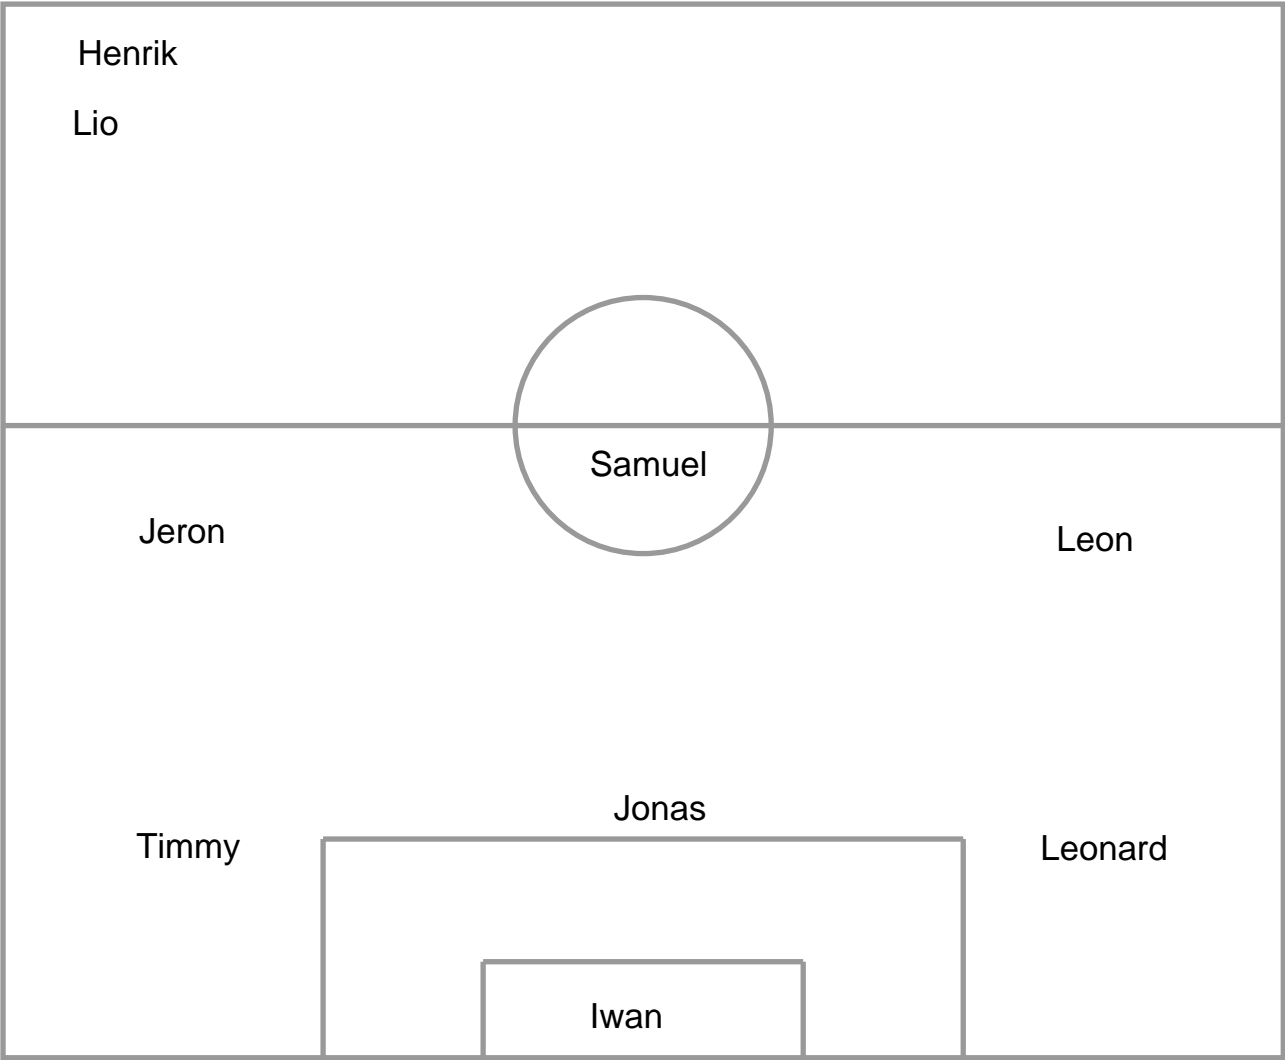 Henrik
Lio
Samuel
Jeron
Leon
Jonas
Timmy
Leonard
Iwan